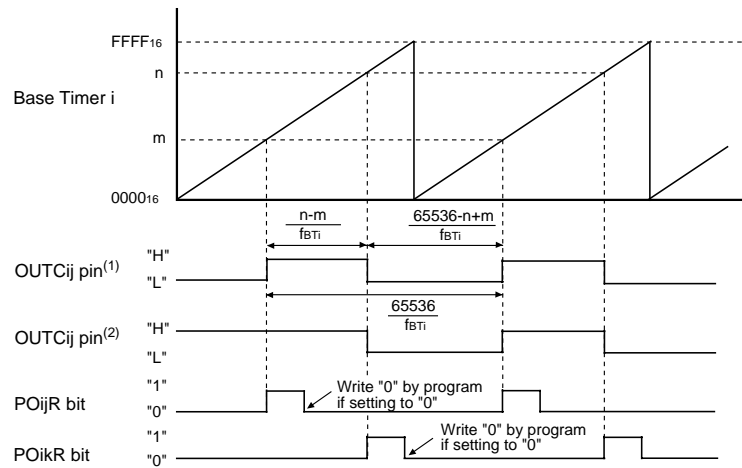 FFFF16
n
Base Timer i
m
000016
n-m
fBTi
65536-n+m
fBTi
"H"
OUTCij pin(1)
"L"
65536
fBTi
"H"
OUTCij pin(2)
"L"
"1"
Write "0" by program
if setting to "0"
POijR bit
"0"
"1"
Write "0" by program
if setting to "0"
POikR bit
"0"